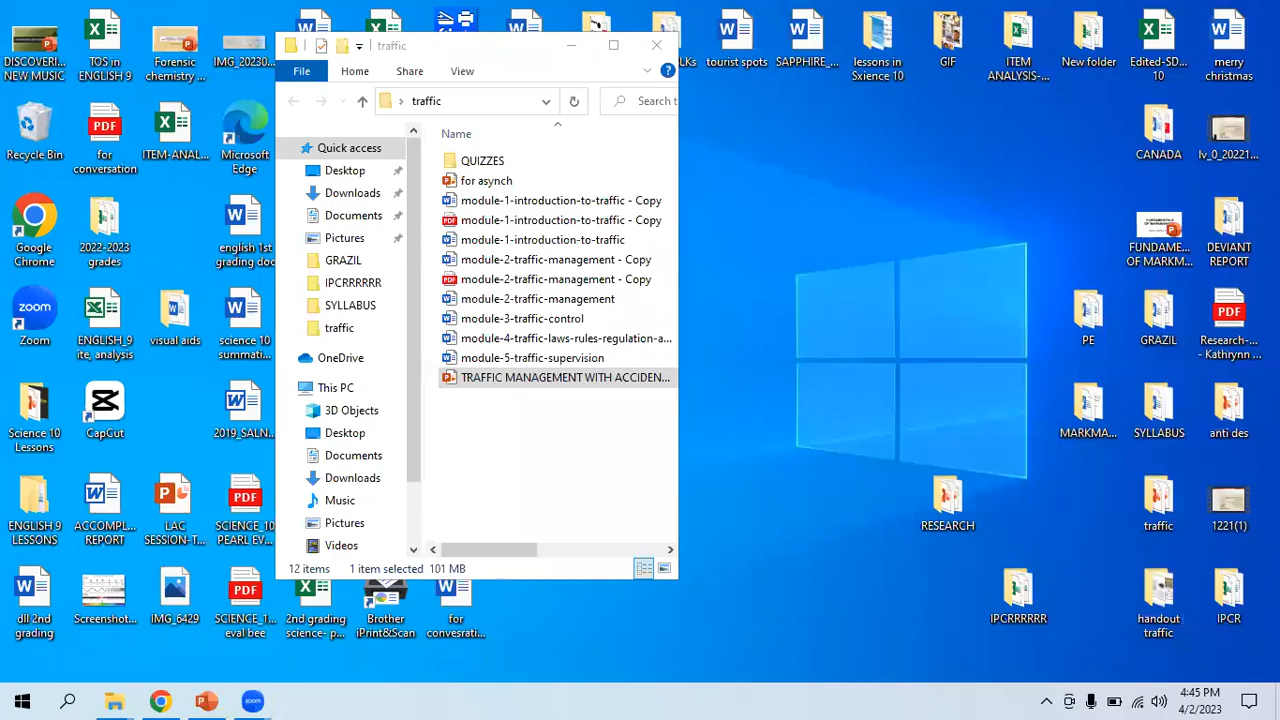 DISCOVERI...
NEW MUSIC
TOS in
ENGLISH 9
Forensic
chemistry ...
IMG_20230...
tourist spots
SAPPHIRE_...
lessons in
Sxience 10
GIF
ITEM
ANALYSIS-...
New folder
Edited-SD...
10
merry
christmas
traffic
File
Home
Share
View
traffic
Search t
Recycle Bin
for
conversation
ITEM-ANAL...
Microsoft
Edge
CANADA
lv_0_20221...
Name
Quick access
Desktop
Downloads
Documents
Pictures
GRAZIL
IPCRRRRRR
SYLLABUS
traffic
OneDrive
This PC
3D Objects
Desktop
Documents
Downloads
Music
Pictures
Videos
QUIZZES
for asynch
module-1-introduction-to-traffic - Copy
module-1-introduction-to-traffic - Copy
module-1-introduction-to-traffic
module-2-traffic-management - Copy
module-2-traffic-management - Copy
module-2-traffic-management
module-3-traffic-control
module-4-traffic-laws-rules-regulation-a...
module-5-traffic-supervision
TRAFFIC MANAGEMENT WITH ACCIDEN...
12 items
1 item selected 101 MB
Google
Chrome
2022-2023
grades
english 1st
grading doc
FUNDAME...
OF MARKM...
DEVIANT
REPORT
zoom
Zoom
ENGLISH_9
ite, analysis
visual aids
science 10
summati...
PE
GRAZIL
PDF
Research-...
- Kathrynn ...
Science 10
Lessons
CapCut
2019_SALN...
MARKMA...
SYLLABUS
anti des
ENGLISH 9
LESSONS
ACCOMPL...
REPORT
LAC
SESSION-T...
SCIENCE_10
PEARL EV...
RESEARCH
traffic
1221(1)
dll 2nd
grading
Screenshot...
IMG_6429
SCIENCE_1...
eval bee
2nd grading
science- p...
Brother
iPrint&Scan
for
convesrati...
IPCRRRRRR
handout
traffic
IPCR
zoom
4:45 PM
4/2/2023